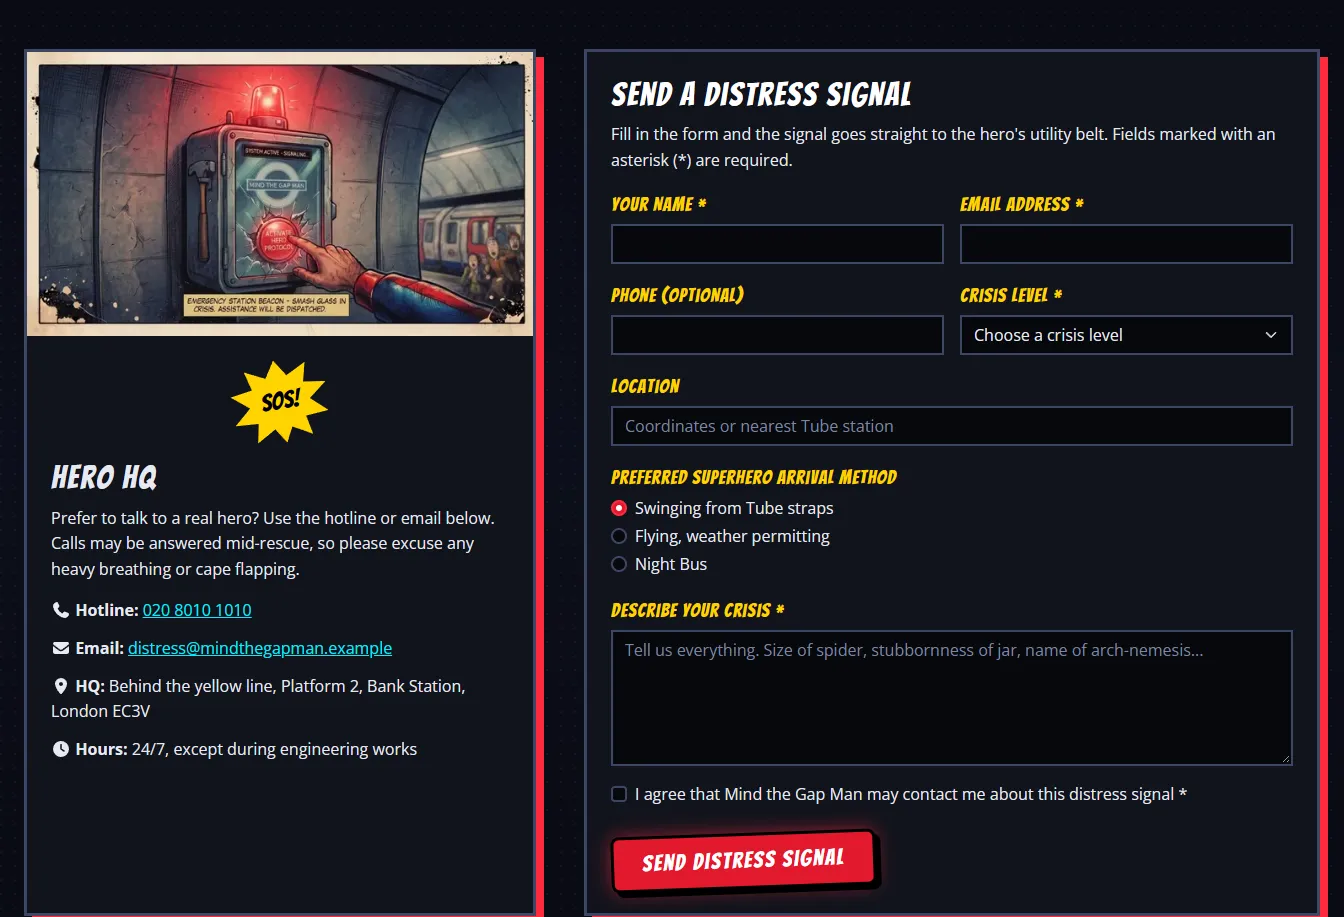 SYSTEM ACTIVE - SIGNALING.
MIND THE GAP MAN
ACTIVATE
HERO
PROTOCOL
EMERGENCY STATION BEACON - SMASH GLASS IN
CRISIS. ASSISTANCE WILL BE DISPATCHED.
SOS!
HERO HQ
Prefer to talk to a real hero? Use the hotline or email below.
Calls may be answered mid-rescue, so please excuse any
heavy breathing or cape flapping.
Hotline: 020 8010 1010
Email: distress@mindthegapman.example
HQ: Behind the yellow line, Platform 2, Bank Station,
London EC3V
Hours: 24/7, except during engineering works
SEND A DISTRESS SIGNAL
Fill in the form and the signal goes straight to the hero's utility belt. Fields marked with an
asterisk (*) are required.
YOUR NAME *
EMAIL ADDRESS *
PHONE (OPTIONAL)
CRISIS LEVEL *
Choose a crisis level
LOCATION
Coordinates or nearest Tube station
PREFERRED SUPERHERO ARRIVAL METHOD
Swinging from Tube straps
Flying, weather permitting
Night Bus
DESCRIBE YOUR CRISIS *
Tell us everything. Size of spider, stubbornness of jar, name of arch-nemesis...
I agree that Mind the Gap Man may contact me about this distress signal *
SEND DISTRESS SIGNAL